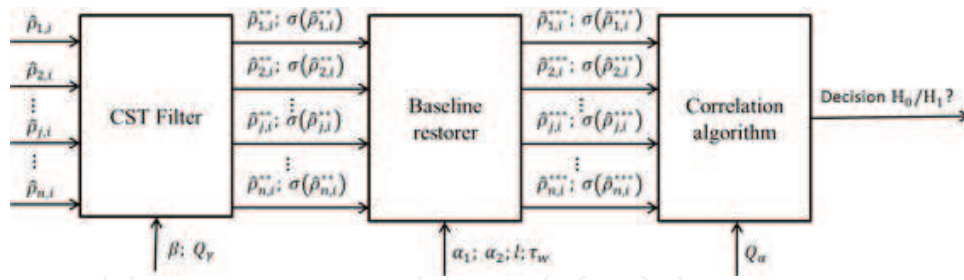 ρ̂₁,ᵢ
ρ̂₂,ᵢ
⋮
ρ̂ⱼ,ᵢ
⋮
ρ̂ₙ,ᵢ
CST Filter
β; Qᵧ
ρ̂₁,ᵢ**; σ(ρ̂₁,ᵢ**)
ρ̂₂,ᵢ**; σ(ρ̂₂,ᵢ**)
⋮
ρ̂ⱼ,ᵢ**; σ(ρ̂ⱼ,ᵢ**)
⋮
ρ̂ₙ,ᵢ**; σ(ρ̂ₙ,ᵢ**)
Baseline
restorer
α₁; α₂; l; τ_w
ρ̂₁,ᵢ***; σ(ρ̂₁,ᵢ***)
ρ̂₂,ᵢ***; σ(ρ̂₂,ᵢ***)
⋮
ρ̂ⱼ,ᵢ***; σ(ρ̂ⱼ,ᵢ***)
⋮
ρ̂ₙ,ᵢ***; σ(ρ̂ₙ,ᵢ***)
Correlation
algorithm
Q_α
Decision H₀/H₁?